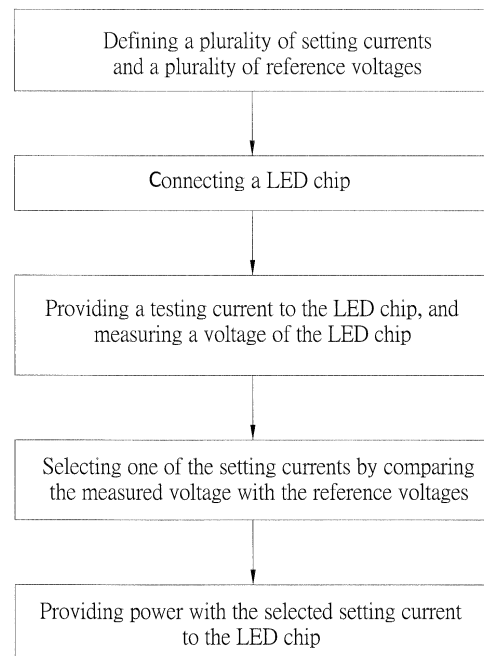 Defining a plurality of setting currents
and a plurality of reference voltages
Connecting a LED chip
Providing a testing current to the LED chip, and
measuring a voltage of the LED chip
Selecting one of the setting currents by comparing
the measured voltage with the reference voltages
Providing power with the selected setting current
to the LED chip